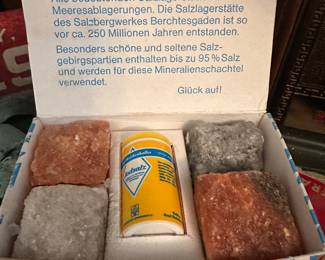 Meeresablagerungen. Die Salzlagerstätte
des Salzbergwerkes Berchtesgaden ist so
vor ca. 250 Millionen Jahren entstanden.
Besonders schöne und seltene Salz-
gebirgspartien enthalten bis zu 95 % Salz
und werden für diese Mineralienschachtel
verwendet.
Glück auf!